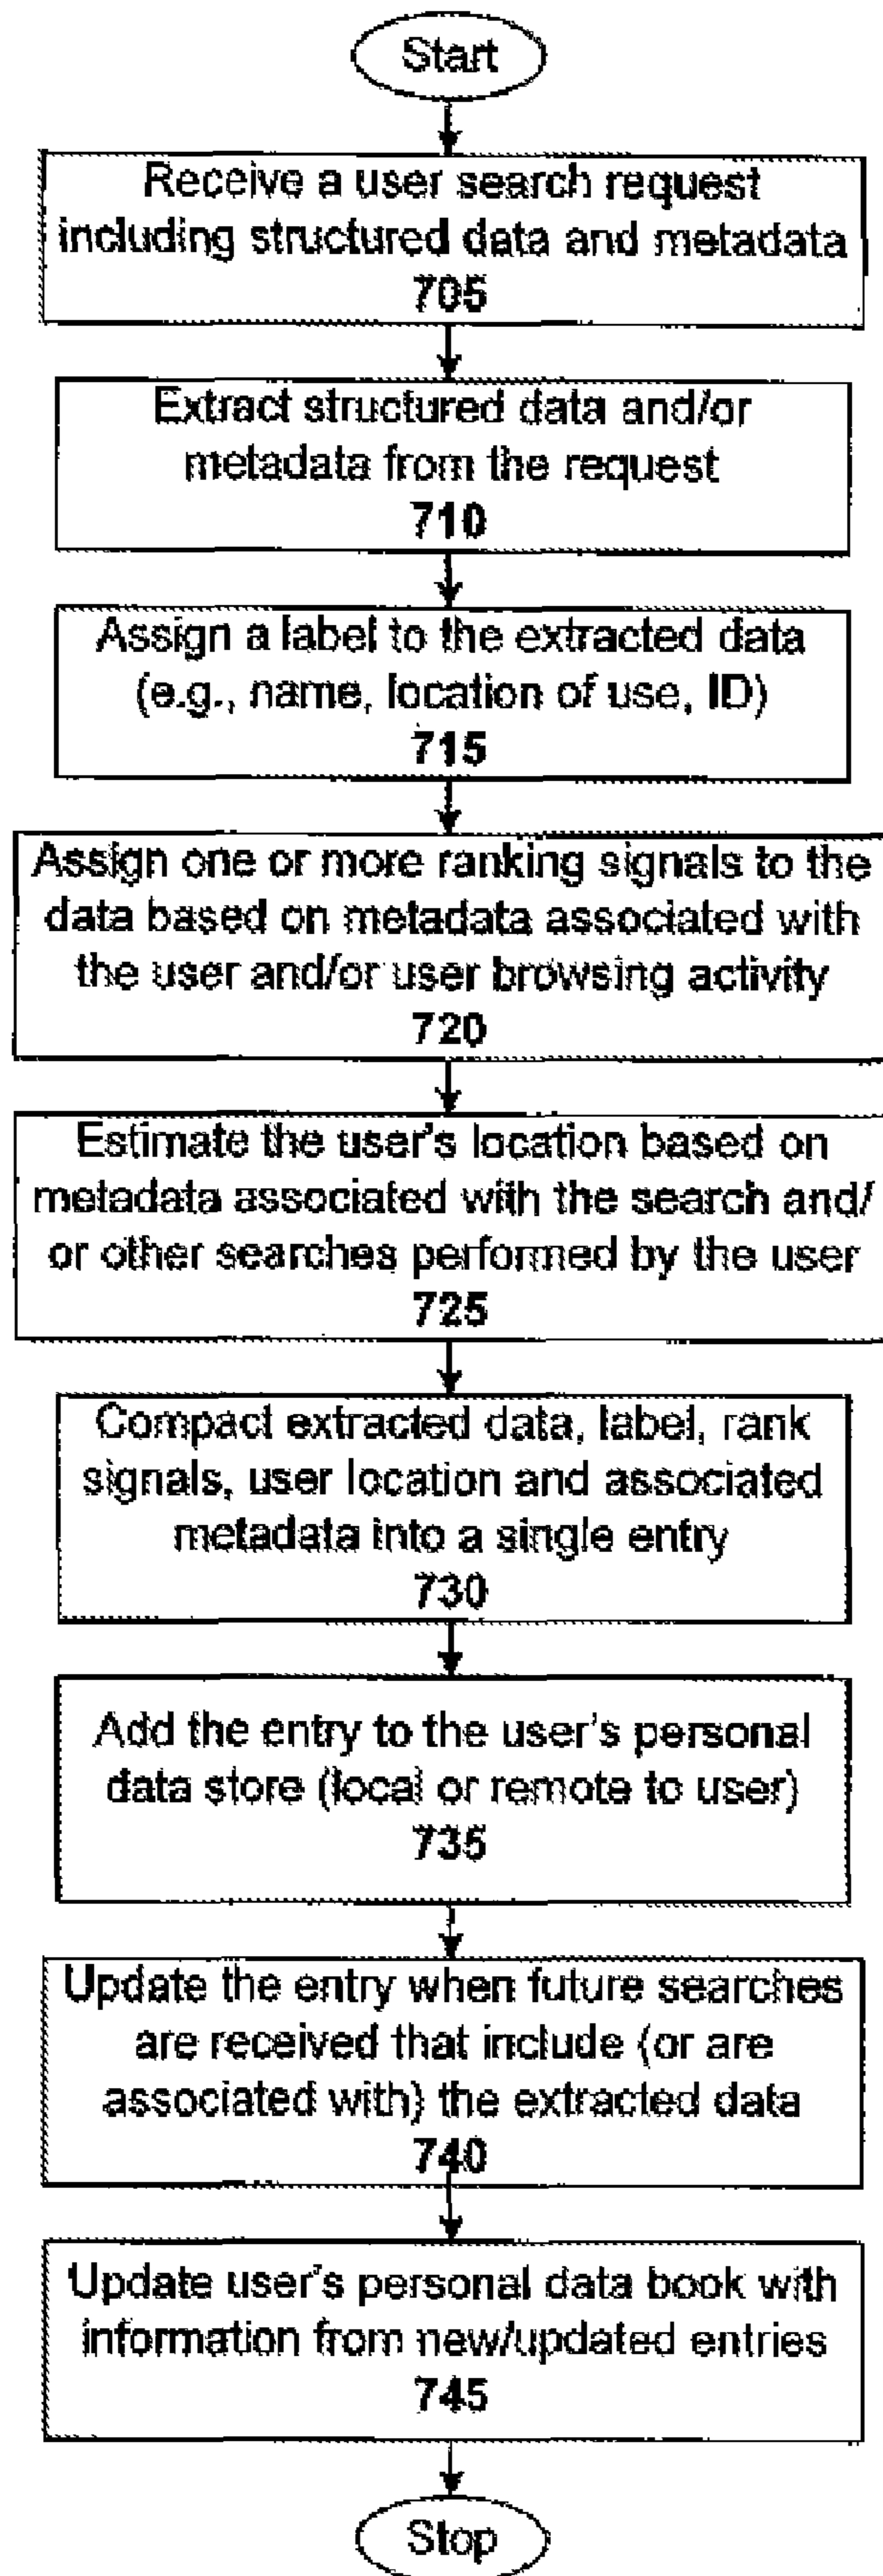 Start
Receive a user search request
including structured data and metadata
705
Extract structured data and/or
metadata from the request
710
Assign a label to the extracted data
(e.g., name, location of use, ID)
715
Assign one or more ranking signals to the
data based on metadata associated with
the user and/or user browsing activity
720
Estimate the user's location based on
metadata associated with the search and/
or other searches performed by the user
725
Compact extracted data, label, rank
signals, user location and associated
metadata into a single entry
730
Add the entry to the user's personal
data store (local or remote to user)
735
Update the entry when future searches
are received that include (or are
associated with) the extracted data
740
Update user's personal data book with
information from new/updated entries
745
Stop